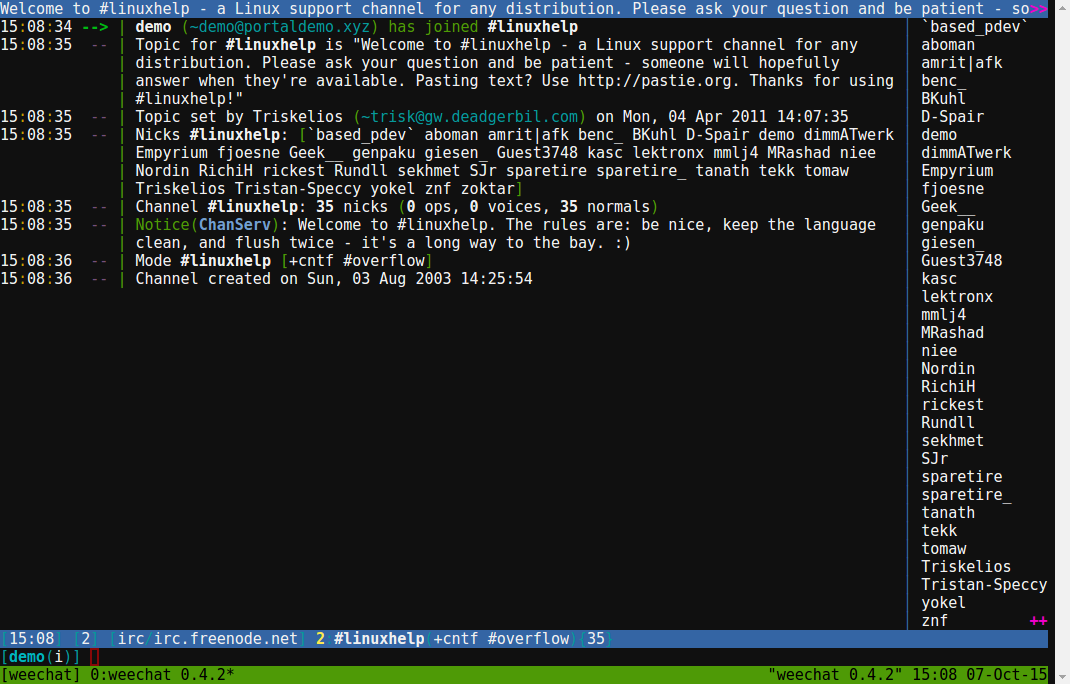 Welcome to #linuxhelp - a Linux support channel for any distribution. Please ask your question and be patient - so>>
15:08:34 --> | demo (~demo@portaldemo.xyz) has joined #linuxhelp
15:08:35 -- | Topic for #linuxhelp is "Welcome to #linuxhelp - a Linux support channel for any
| distribution. Please ask your question and be patient - someone will hopefully
| answer when they're available. Pasting text? Use http://pastie.org. Thanks for using
| #linuxhelp!"
15:08:35 -- | Topic set by Triskelios (~trisk@gw.deadgerbil.com) on Mon, 04 Apr 2011 14:07:35
15:08:35 -- | Nicks #linuxhelp: [`based_pdev` aboman amrit|afk benc_ BKuhl D-Spair demo dimmATwerk
| Empyrium fjoesne Geek__ genpaku giesen_ Guest3748 kasc lektronx mmlj4 MRashad niee
| Nordin RichiH rickest Rundll sekhmet SJr sparetire sparetire_ tanath tekk tomaw
| Triskelios Tristan-Speccy yokel znf zoktar]
15:08:35 -- | Channel #linuxhelp: 35 nicks (0 ops, 0 voices, 35 normals)
15:08:35 -- | Notice(ChanServ): Welcome to #linuxhelp. The rules are: be nice, keep the language
| clean, and flush twice - it's a long way to the bay. :)
15:08:36 -- | Mode #linuxhelp [+cntf #overflow]
15:08:36 -- | Channel created on Sun, 03 Aug 2003 14:25:54
`based_pdev`
aboman
amrit|afk
benc_
BKuhl
D-Spair
demo
dimmATwerk
Empyrium
fjoesne
Geek__
genpaku
giesen_
Guest3748
kasc
lektronx
mmlj4
MRashad
niee
Nordin
RichiH
rickest
Rundll
sekhmet
SJr
sparetire
sparetire_
tanath
tekk
tomaw
Triskelios
Tristan-Speccy
yokel
znf ++
[15:08] [2] [irc/irc.freenode.net] 2:#linuxhelp(+cntf #overflow){35}
[demo(i)]
[weechat] 0:weechat 0.4.2* "weechat 0.4.2" 15:08 07-Oct-15